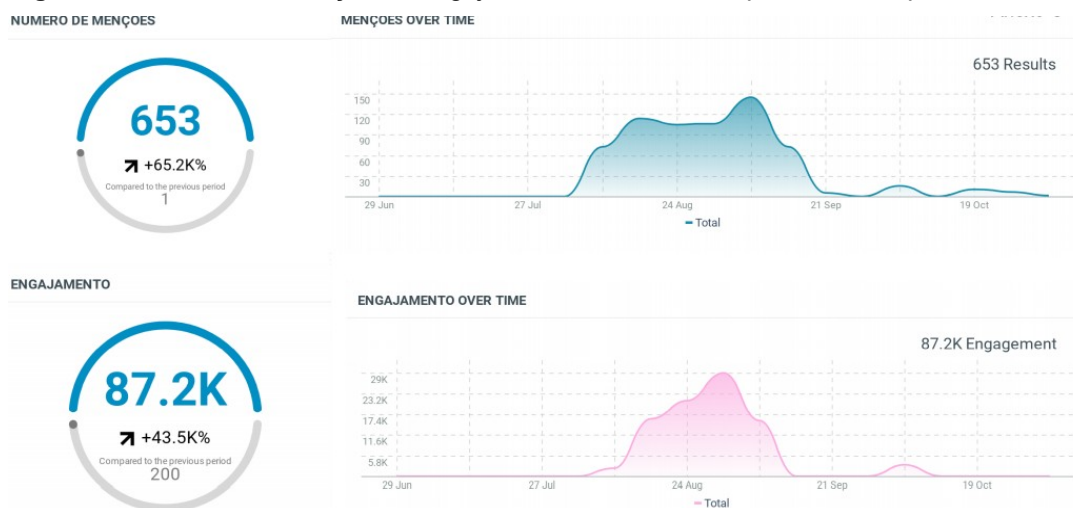 NUMERO DE MENÇOES
653
+65.2K%
Compared to the previous period
1
MENÇOES OVER TIME
653 Results
150
120
90
60
30
29 Jun 27 Jul 24 Aug 21 Sep 19 Oct
Total
ENGAJAMENTO
87.2K
+43.5K%
Compared to the previous period
200
ENGAJAMENTO OVER TIME
87.2K Engagement
29K
23.2K
17.4K
11.6K
5.8K
29 Jun 27 Jul 24 Aug 21 Sep 19 Oct
Total